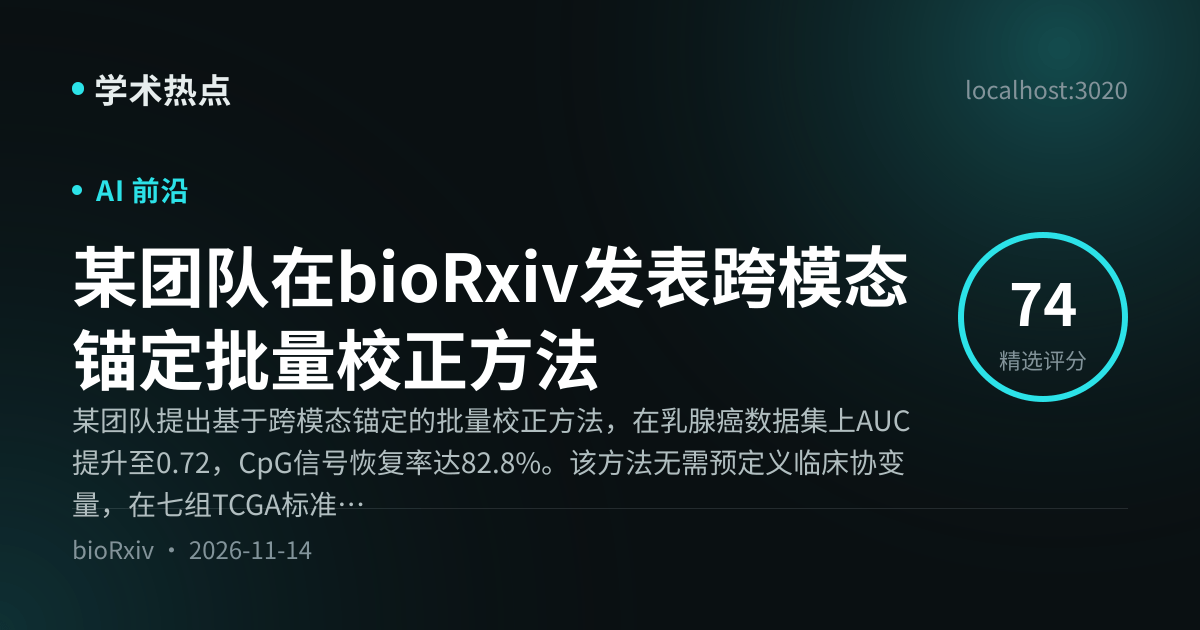 学术热点
localhost:3020
AI 前沿
某团队在bioRxiv发表跨模态
锚定批量校正方法
74
精选评分
某团队提出基于跨模态锚定的批量校正方法，在乳腺癌数据集上AUC
提升至0.72，CpG信号恢复率达82.8%。该方法无需预定义临床协变
量，在七组TCGA标准…
bioRxiv · 2026-11-14